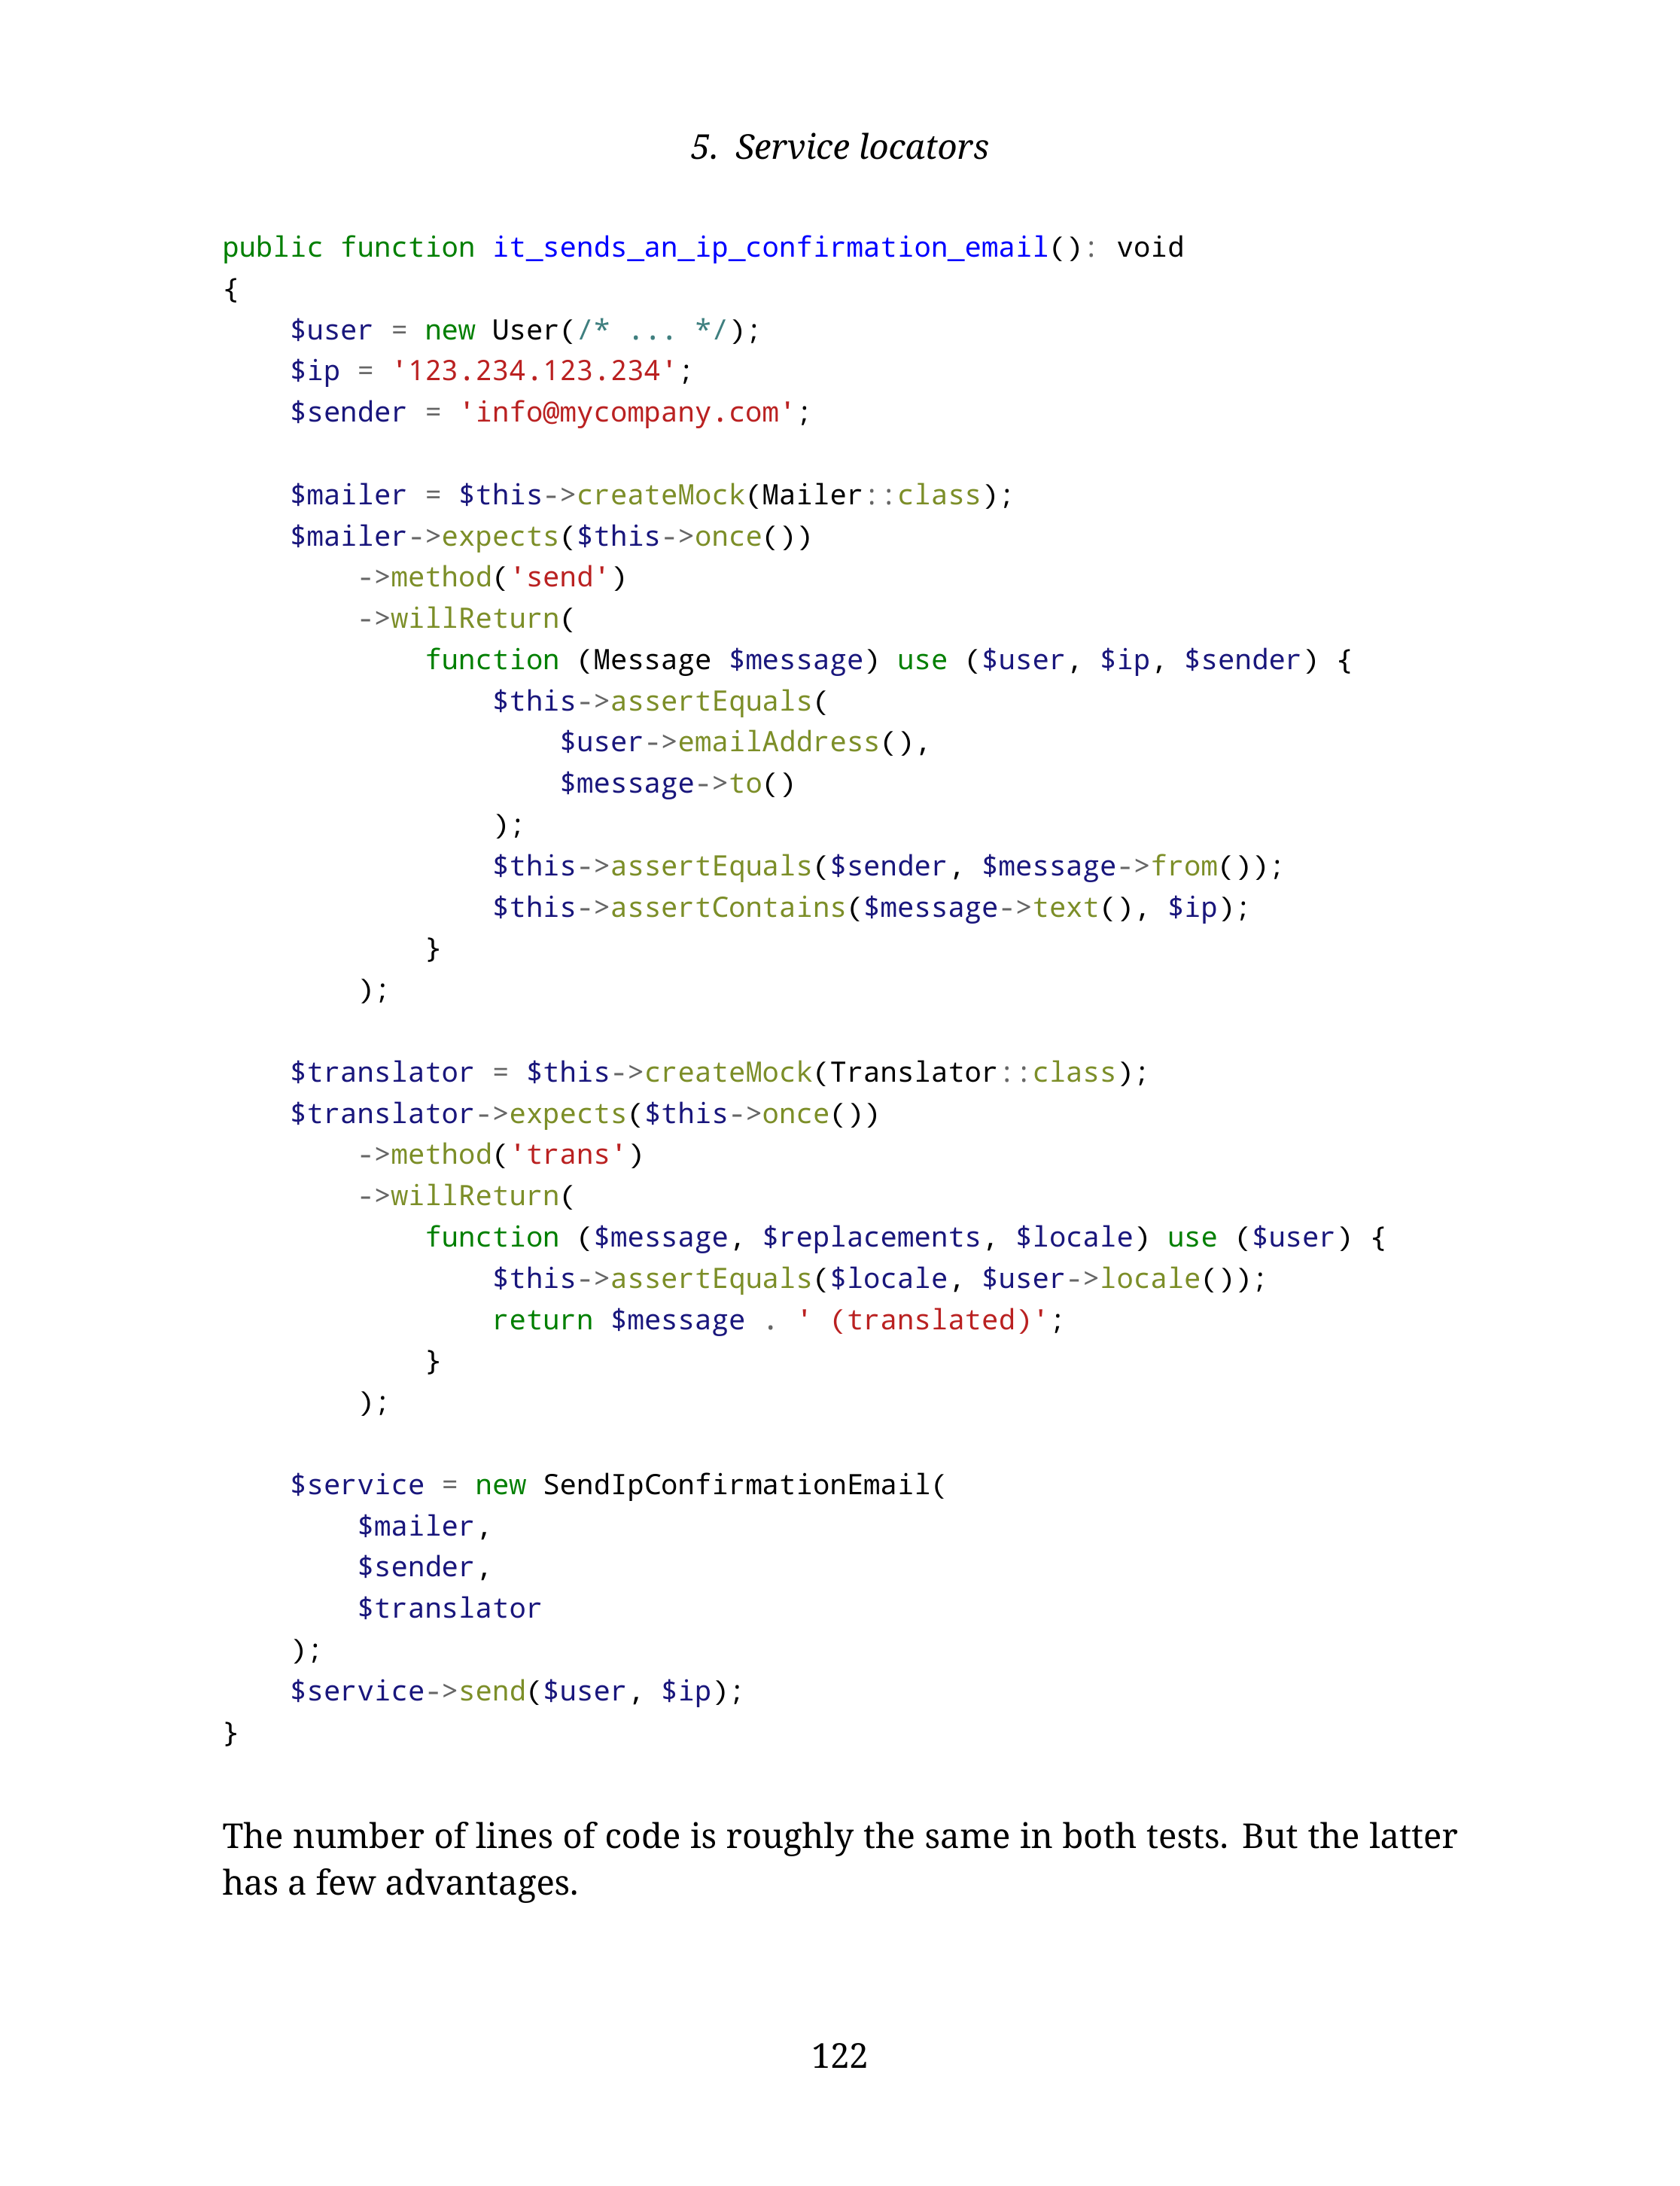 5. Service locators
public function it_sends_an_ip_confirmation_email(): void
{
    $user = new User(/* ... */);
    $ip = '123.234.123.234';
    $sender = 'info@mycompany.com';

    $mailer = $this->createMock(Mailer::class);
    $mailer->expects($this->once())
        ->method('send')
        ->willReturn(
            function (Message $message) use ($user, $ip, $sender) {
                $this->assertEquals(
                    $user->emailAddress(),
                    $message->to()
                );
                $this->assertEquals($sender, $message->from());
                $this->assertContains($message->text(), $ip);
            }
        );

    $translator = $this->createMock(Translator::class);
    $translator->expects($this->once())
        ->method('trans')
        ->willReturn(
            function ($message, $replacements, $locale) use ($user) {
                $this->assertEquals($locale, $user->locale());
                return $message . ' (translated)';
            }
        );

    $service = new SendIpConfirmationEmail(
        $mailer,
        $sender,
        $translator
    );
    $service->send($user, $ip);
}
The number of lines of code is roughly the same in both tests. But the latter
has a few advantages.
122